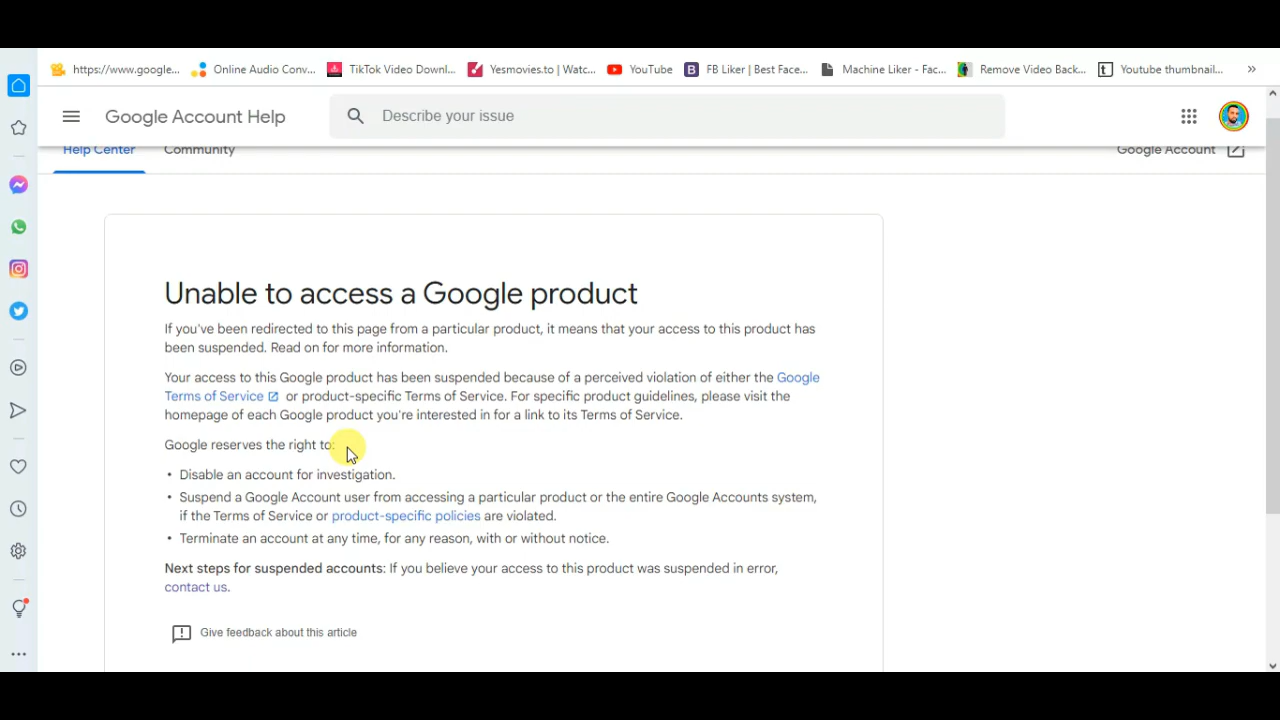 https://www.google... Online Audio Conv... TikTok Video Downl... Yesmovies.to | Watc... YouTube B FB Liker | Best Face... Machine Liker - Fac... Remove Video Back... t Youtube thumbnail... »
Google Account Help Describe your issue
Help Center Community Google Account
Unable to access a Google product
If you've been redirected to this page from a particular product, it means that your access to this product has
been suspended. Read on for more information.
Your access to this Google product has been suspended because of a perceived violation of either the Google
Terms of Service or product-specific Terms of Service. For specific product guidelines, please visit the
homepage of each Google product you're interested in for a link to its Terms of Service.
Google reserves the right to:
• Disable an account for investigation.
• Suspend a Google Account user from accessing a particular product or the entire Google Accounts system,
if the Terms of Service or product-specific policies are violated.
• Terminate an account at any time, for any reason, with or without notice.
Next steps for suspended accounts: If you believe your access to this product was suspended in error,
contact us.
Give feedback about this article